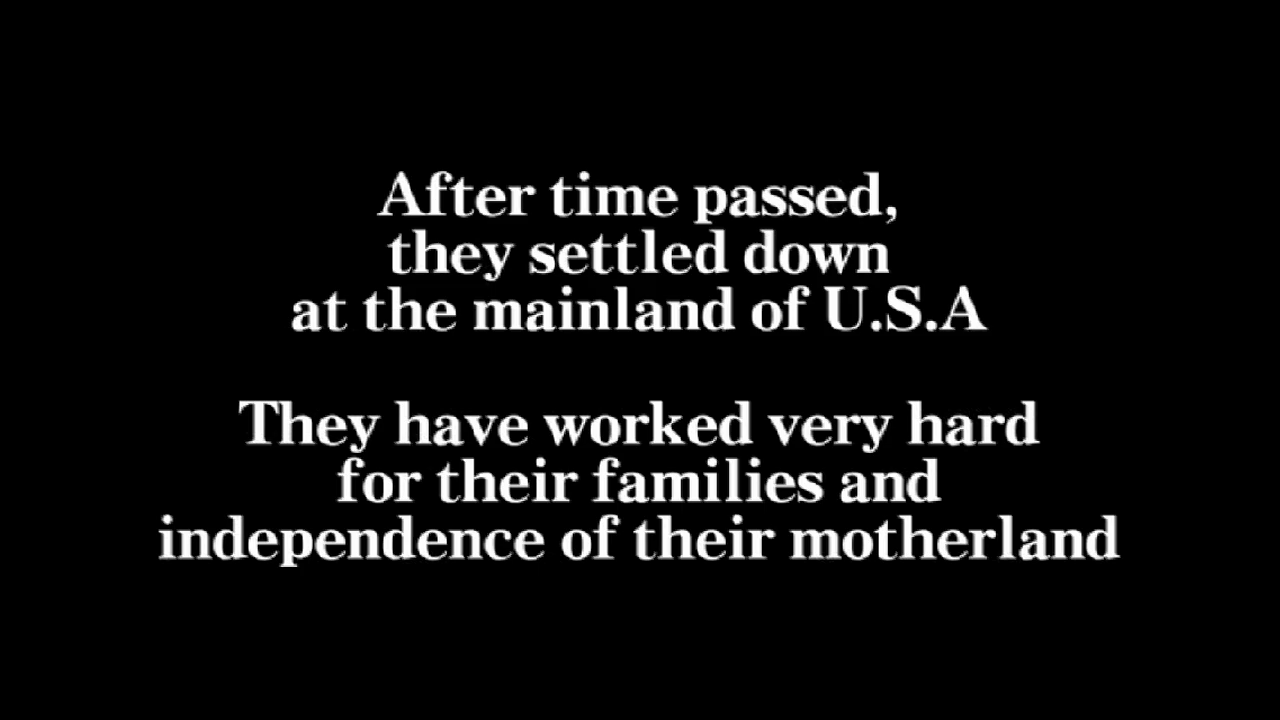 After time passed,
they settled down
at the mainland of U.S.A
They have worked very hard
for their families and
independence of their motherland